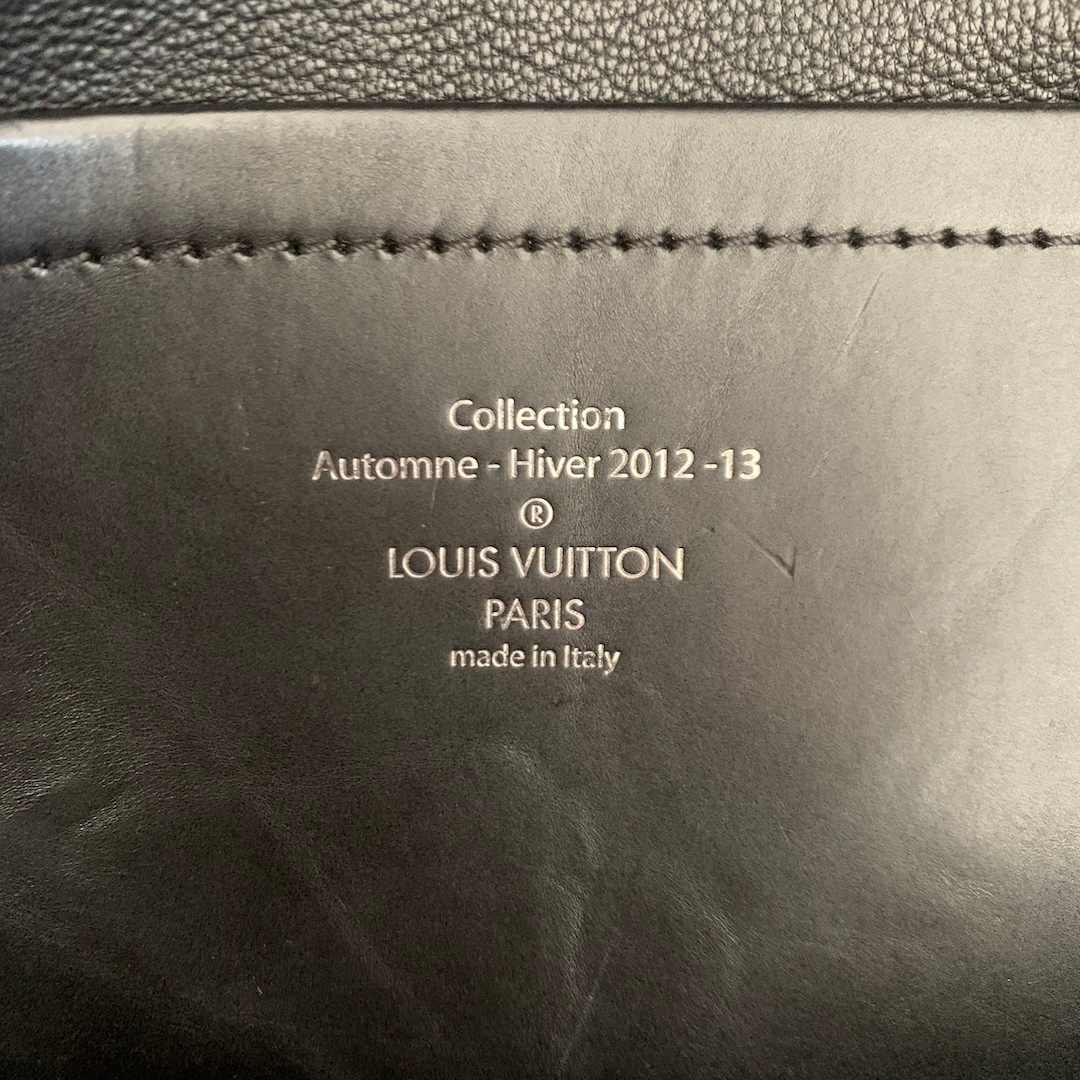 Collection
Automne - Hiver 2012 -13
®
LOUIS VUITTON
PARIS
made in Italy